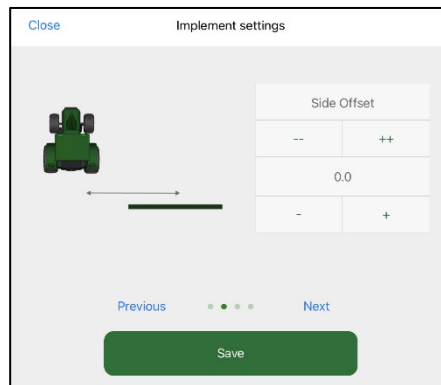 Close Implement settings
Side Offset
-- ++
0.0
- +
Previous Next
Save